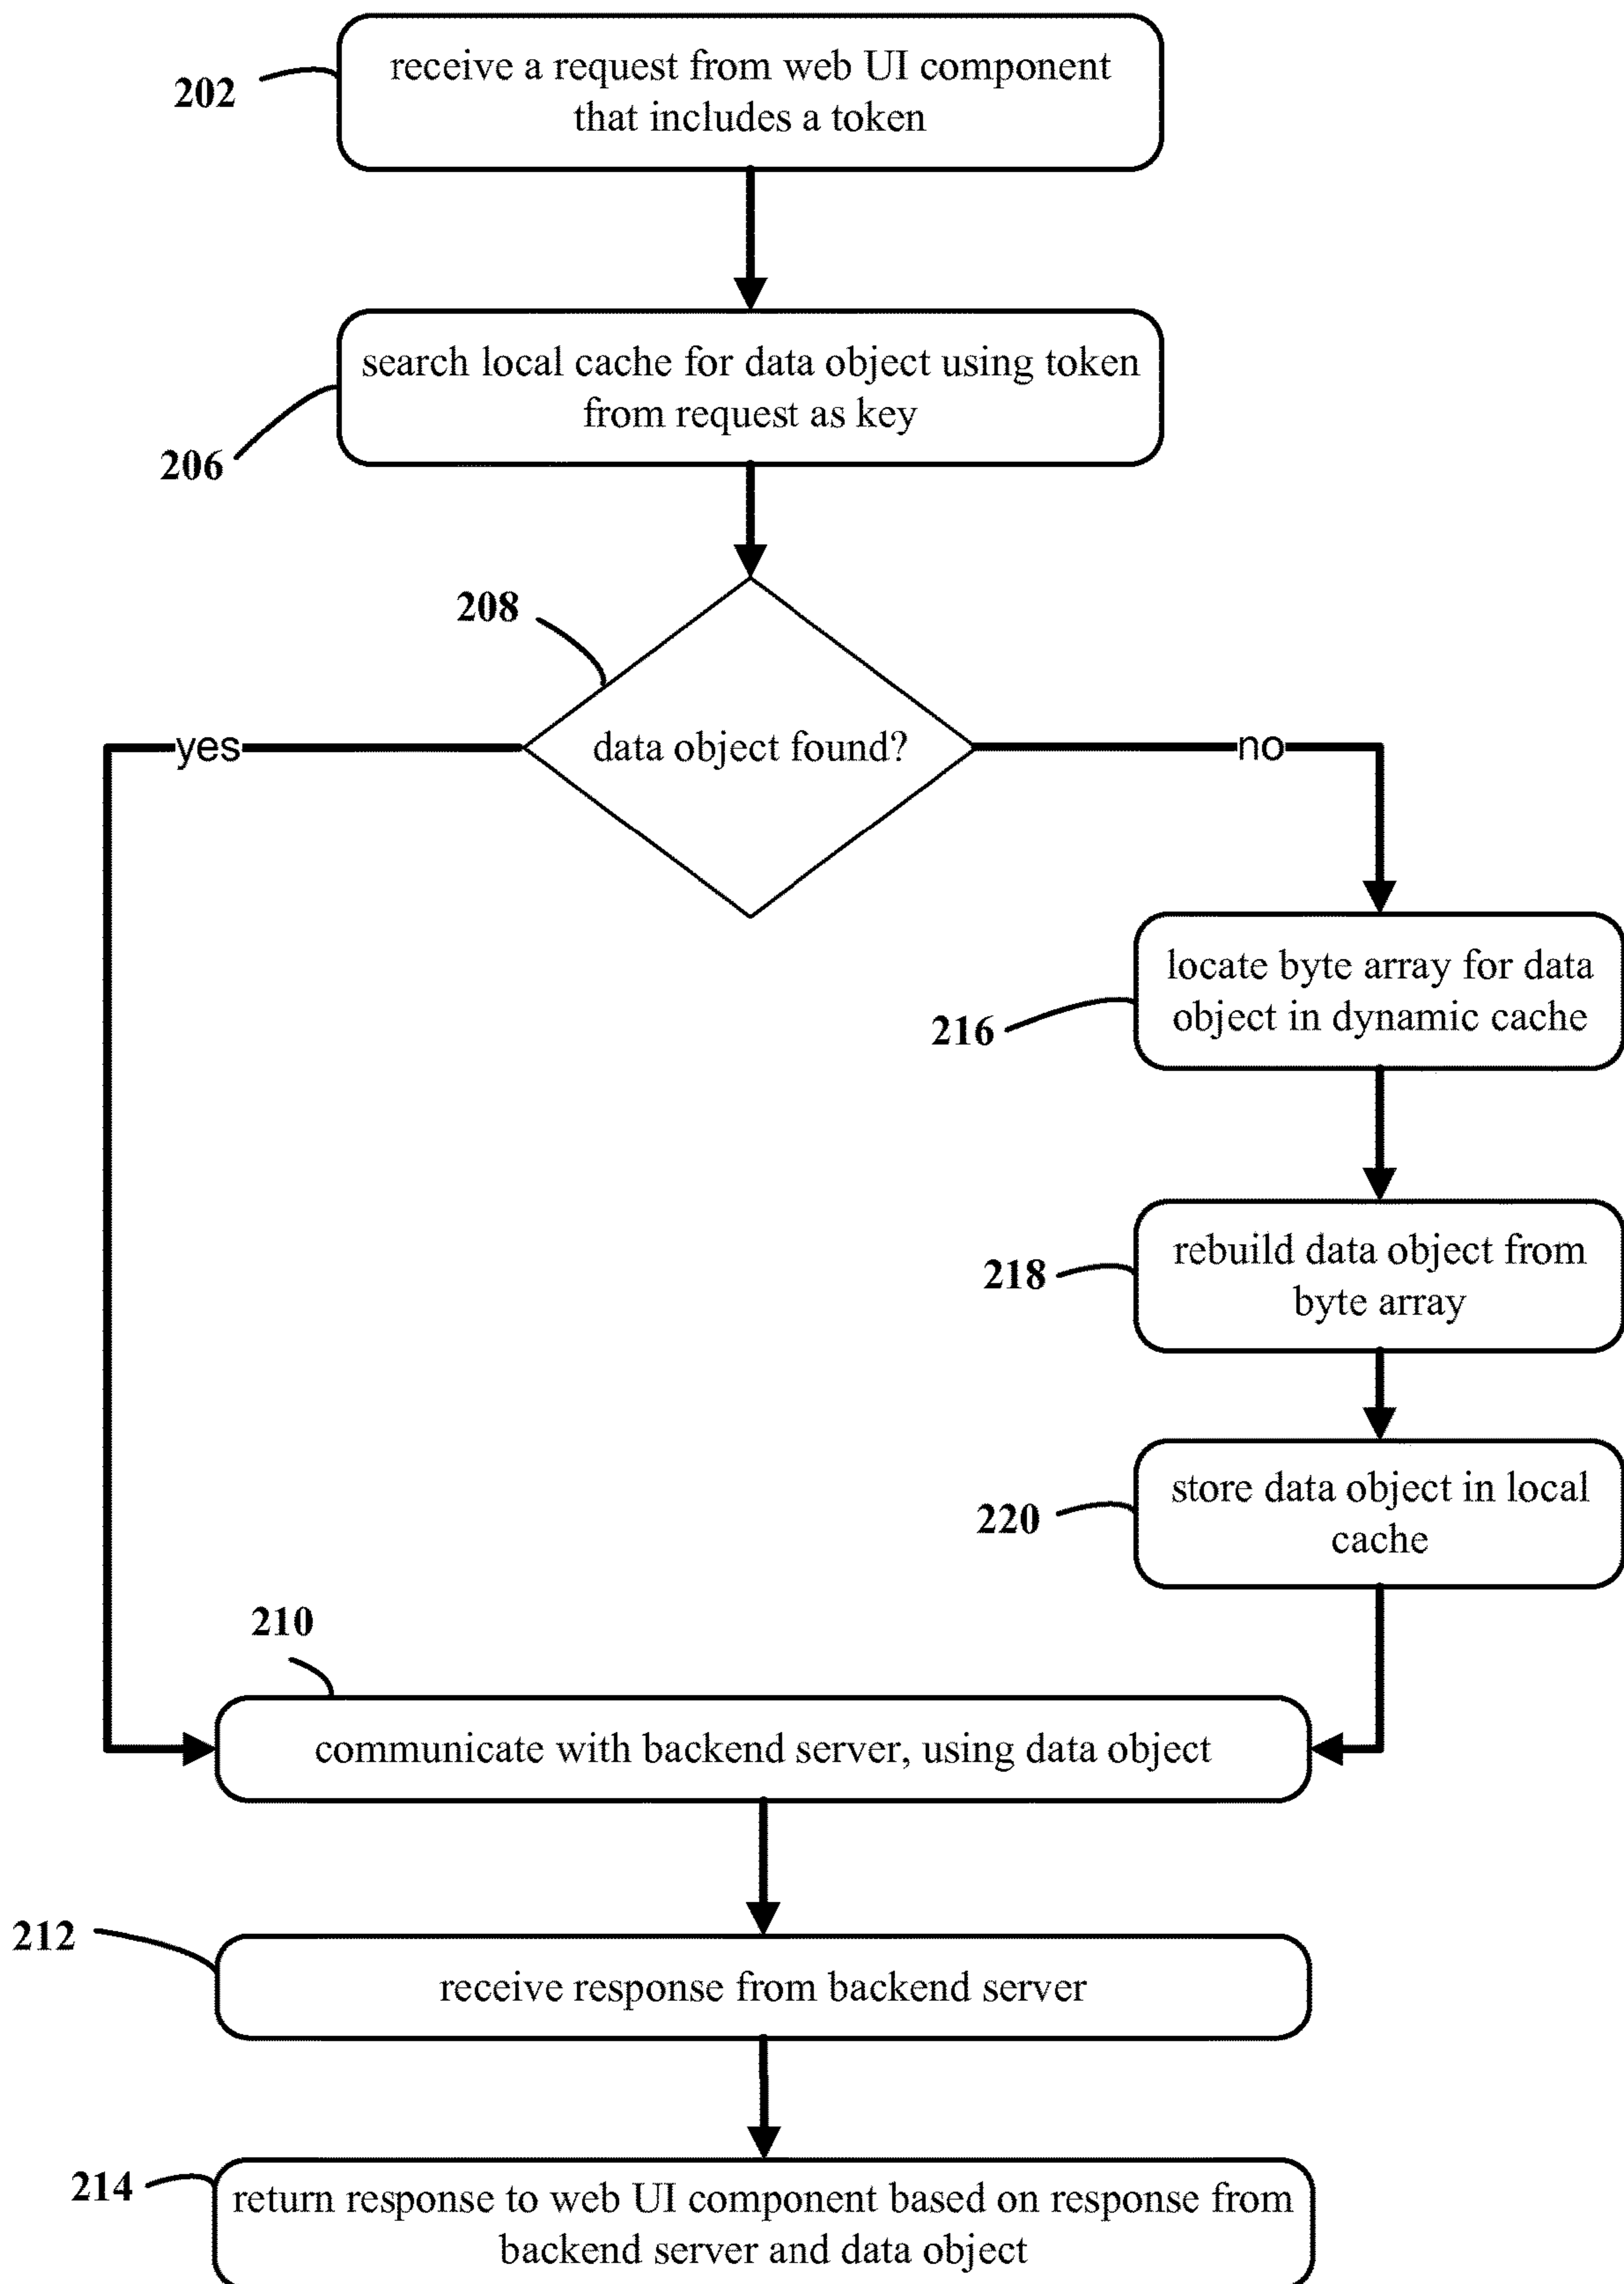 202
receive a request from web UI component
that includes a token
search local cache for data object using token
from request as key
206
208
yes
data object found?
no
locate byte array for data
object in dynamic cache
216
rebuild data object from
byte array
218
store data object in local
cache
220
210
communicate with backend server, using data object
212
receive response from backend server
214
return response to web UI component based on response from
backend server and data object